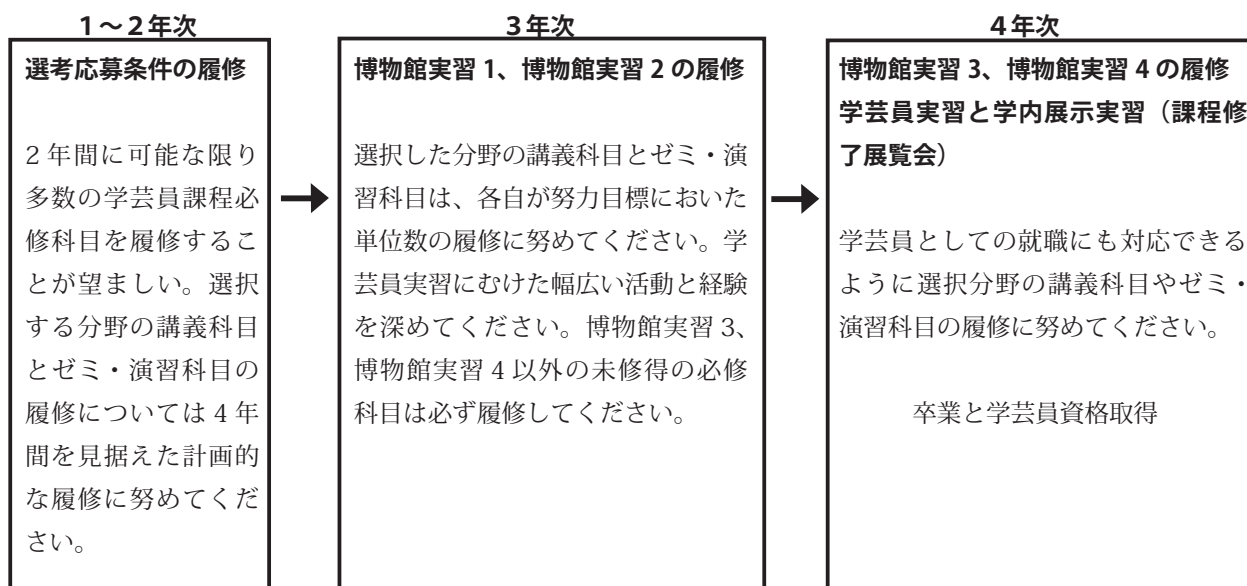 1～2年次
選考応募条件の履修
2年間に可能な限り
多数の学芸員課程必
修科目を履修するこ
とが望ましい。選択
する分野の講義科目
とゼミ・演習科目の
履修については4年
間を見据えた計画的
な履修に努めてくだ
さい。
3年次
博物館実習1、博物館実習2の履修
選択した分野の講義科目とゼミ・演
習科目は、各自が努力目標においた
単位数の履修に努めてください。学
芸員実習にむけた幅広い活動と経験
を深めてください。博物館実習3、
博物館実習4以外の未修得の必修
科目は必ず履修してください。
4年次
博物館実習3、博物館実習4の履修
学芸員実習と学内展示実習（課程修
了展覧会）
学芸員としての就職にも対応できる
ように選択分野の講義科目やゼミ・
演習科目の履修に努めてください。
卒業と学芸員資格取得